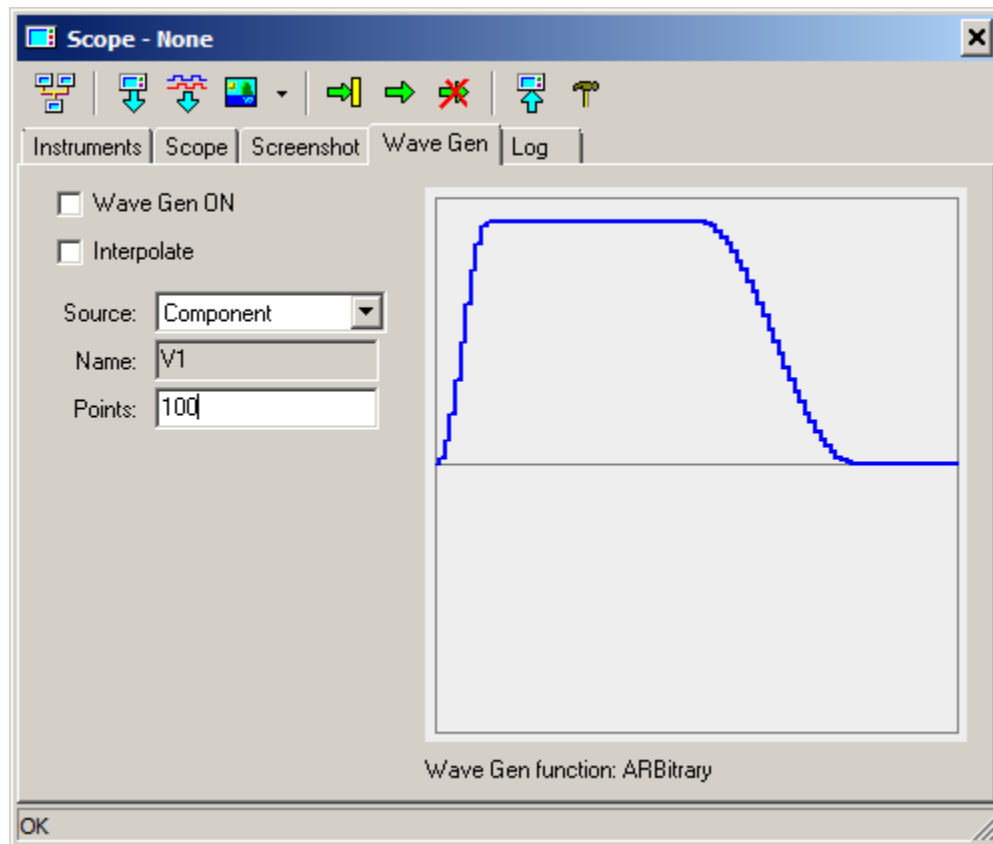 Scope - None
Instruments Scope Screenshot Wave Gen Log
Wave Gen ON
Interpolate
Source: Component
Name: V1
Points: 100
Wave Gen function: ARBitrary
OK